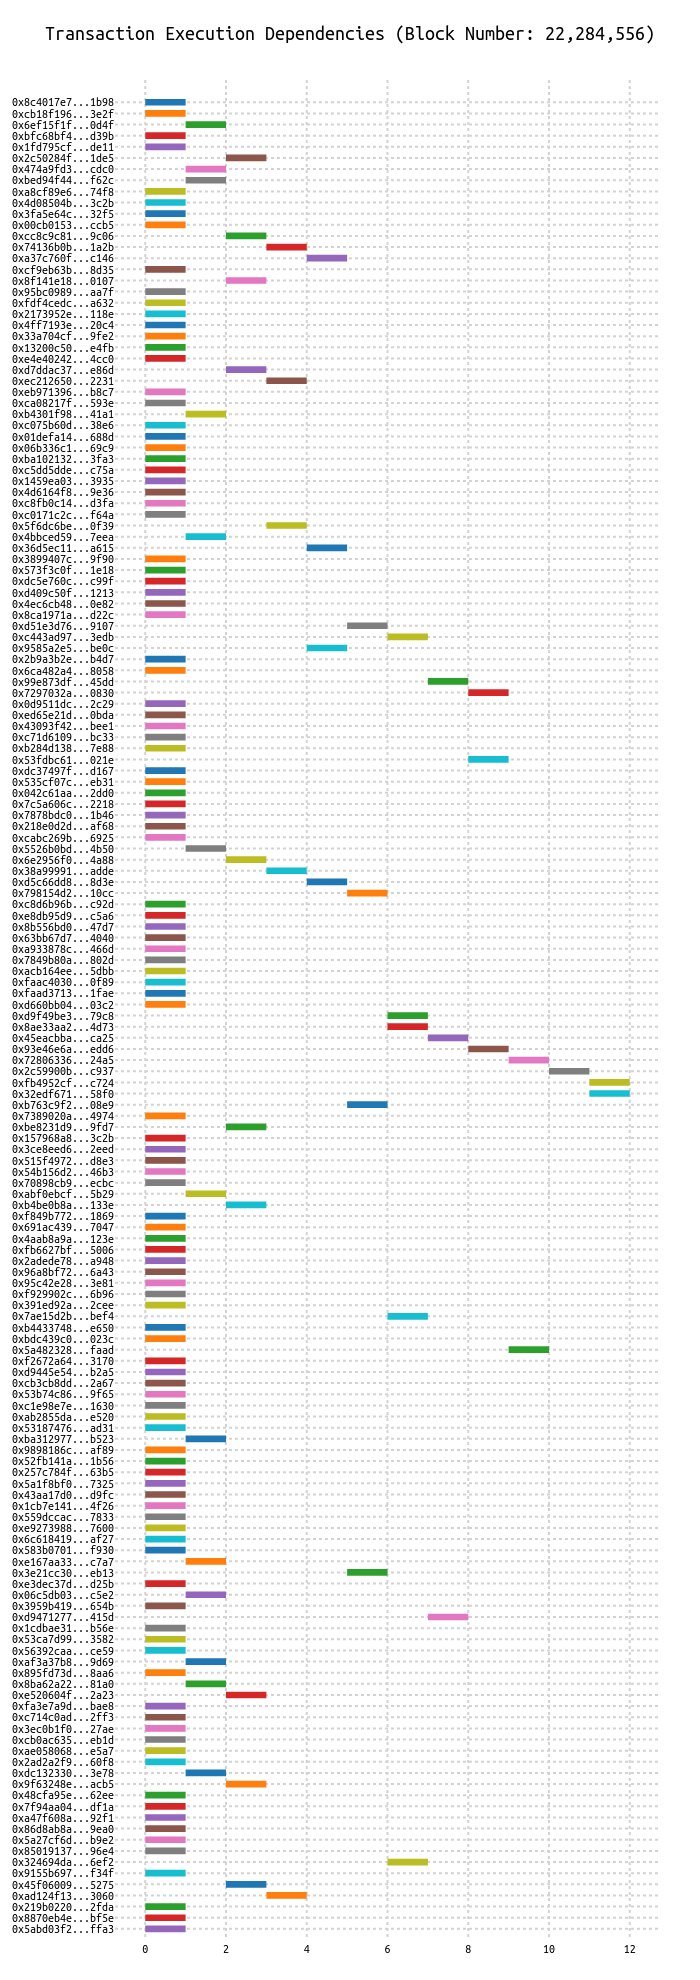 Transaction Execution Dependencies (Block Number: 22,284,556)
0x8c4017e7...1b98
0xcb18f196...3e2f
0x6ef15f1f...0d4f
0xbfc68bf4...d39b
0x1fd795cf...de11
0x2c50284f...1de5
0x474a9fd3...cdc0
0xbed94f44...f62c
0xa8cf89e6...74f8
0x4d08504b...3c2b
0x3fa5e64c...32f5
0x00cb0153...ccb5
0xcc8c9c81...9c06
0x74136b0b...1a2b
0xa37c760f...c146
0xcf9eb63b...8d35
0x8f141e18...0107
0x95bc0989...aa7f
0xfdf4cedc...a632
0x2173952e...118e
0x4ff7193e...20c4
0x33a704cf...9fe2
0x13200c50...e4fb
0xe4e40242...4cc0
0xd7ddac37...e86d
0xec212650...2231
0xeb971396...b8c7
0xca08217f...593e
0xb4301f98...41a1
0xc075b60d...38e6
0x01defa14...688d
0x06b336c1...69c9
0xba102132...3fa3
0xc5dd5dde...c75a
0x1459ea03...3935
0x4d6164f8...9e36
0xc8fb0c14...d3fa
0xc0171c2c...f64a
0x5f6dc6be...0f39
0x4bbced59...7eea
0x36d5ec11...a615
0x3899407c...9f90
0x573f3c0f...1e18
0xdc5e760c...c99f
0xd409c50f...1213
0x4ec6cb48...0e82
0x8ca1971a...d22c
0xd51e3d76...9107
0xc443ad97...3edb
0x9585a2e5...be0c
0x2b9a3b2e...b4d7
0x6ca482a4...8058
0x99e873df...45dd
0x7297032a...0830
0x0d9511dc...2c29
0xed65e21d...0bda
0x43093f42...bee1
0xc71d6109...bc33
0xb284d138...7e88
0x53fdbc61...021e
0xdc37497f...d167
0x535cf07c...eb31
0x042c61aa...2dd0
0x7c5a606c...2218
0x7878bdc0...1b46
0x218e0d2d...af68
0xcabc269b...6925
0x5526b0bd...4b50
0x6e2956f0...4a88
0x38a99991...adde
0xd5c66dd8...8d3e
0x798154d2...10cc
0xc8d6b96b...c92d
0xe8db95d9...c5a6
0x8b556bd0...47d7
0x63bb67d7...4040
0xa933878c...466d
0x7849b80a...802d
0xacb164ee...5dbb
0xfaac4030...0f89
0xfaad3713...1fae
0xd660bb04...03c2
0xd9f49be3...79c8
0x8ae33aa2...4d73
0x45eacbba...ca25
0x93e46e6a...edd6
0x72806336...24a5
0x2c59900b...c937
0xfb4952cf...c724
0x32edf671...58f0
0xb763c9f2...08e9
0x7389020a...4974
0xbe8231d9...9fd7
0x157968a8...3c2b
0x3ce8eed6...2eed
0x515f4972...d8e3
0x54b156d2...46b3
0x70898cb9...ecbc
0xabf0ebcf...5b29
0xb4be0b8a...133e
0xf849b772...1869
0x691ac439...7047
0x4aab8a9a...123e
0xfb6627bf...5006
0x2adede78...a948
0x96a8bf72...6a43
0x95c42e28...3e81
0xf929902c...6b96
0x391ed92a...2cee
0x7ae15d2b...bef4
0xb4433748...e650
0xbdc439c0...023c
0x5a482328...faad
0xf2672a64...3170
0xd9445e54...b2a5
0xcb3cb8dd...2a67
0x53b74c86...9f65
0xc1e98e7e...1630
0xab2855da...e520
0x53187476...ad31
0xba312977...b523
0x9898186c...af89
0x52fb141a...1b56
0x257c784f...63b5
0x5a1f8bf0...7325
0x43aa17d0...d9fc
0x1cb7e141...4f26
0x559dccac...7833
0xe9273988...7600
0x6c618419...af27
0x583b0701...f930
0xe167aa33...c7a7
0x3e21cc30...eb13
0xe3dec37d...d25b
0x06c5db03...c5e2
0x3959b419...654b
0xd9471277...415d
0x1cdbae31...b56e
0x53ca7d99...3582
0x56392caa...ce59
0xaf3a37b8...9d69
0x895fd73d...8aa6
0x8ba62a22...81a0
0xe520604f...2a23
0xfa3e7a9d...bae8
0xc714c0ad...2ff3
0x3ec0b1f0...27ae
0xcb0ac635...eb1d
0xae058068...e5a7
0x2ad2a2f9...60f8
0xdc132330...3e78
0x9f63248e...acb5
0x48cfa95e...62ee
0x7f94aa04...df1a
0xa47f608a...92f1
0x86d8ab8a...9ea0
0x5a27cf6d...b9e2
0x85019137...96e4
0x324694da...6ef2
0x9155b697...f34f
0x45f06009...5275
0xad124f13...3060
0x219b0220...2fda
0x8870eb4e...bf5e
0x5abd03f2...ffa3
0 2 4 6 8 10 12